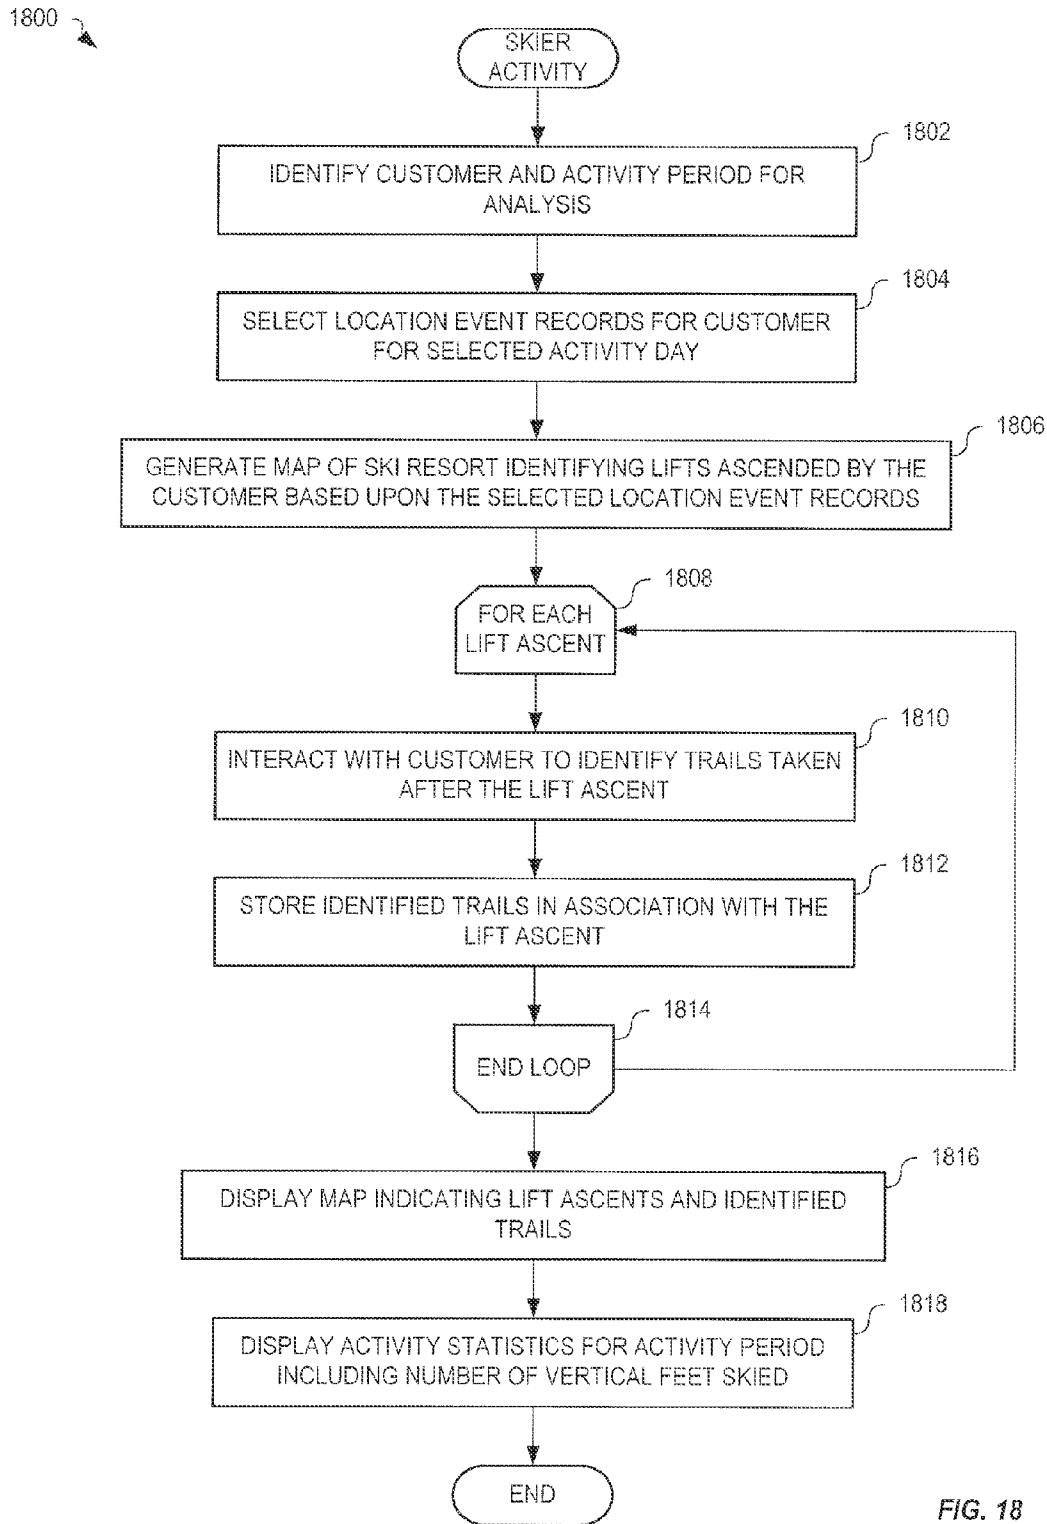 1800
SKIER
ACTIVITY
1802
IDENTIFY CUSTOMER AND ACTIVITY PERIOD FOR
ANALYSIS
1804
SELECT LOCATION EVENT RECORDS FOR CUSTOMER
FOR SELECTED ACTIVITY DAY
1806
GENERATE MAP OF SKI RESORT IDENTIFYING LIFTS ASCENDED BY THE
CUSTOMER BASED UPON THE SELECTED LOCATION EVENT RECORDS
1808
FOR EACH
LIFT ASCENT
1810
INTERACT WITH CUSTOMER TO IDENTIFY TRAILS TAKEN
AFTER THE LIFT ASCENT
1812
STORE IDENTIFIED TRAILS IN ASSOCIATION WITH THE
LIFT ASCENT
1814
END LOOP
1816
DISPLAY MAP INDICATING LIFT ASCENTS AND IDENTIFIED
TRAILS
1818
DISPLAY ACTIVITY STATISTICS FOR ACTIVITY PERIOD
INCLUDING NUMBER OF VERTICAL FEET SKIED
END
FIG. 18